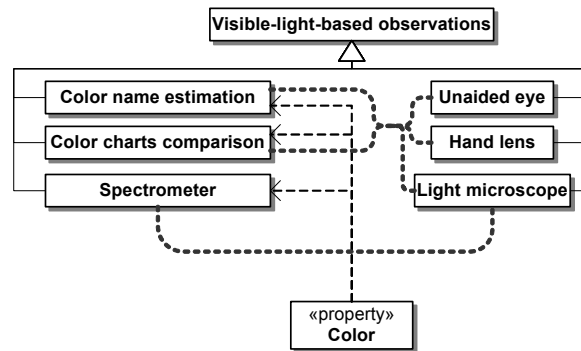 Visible-light-based observations
Color name estimation
Unaided eye
Color charts comparison
Hand lens
Spectrometer
Light microscope
«property»
Color